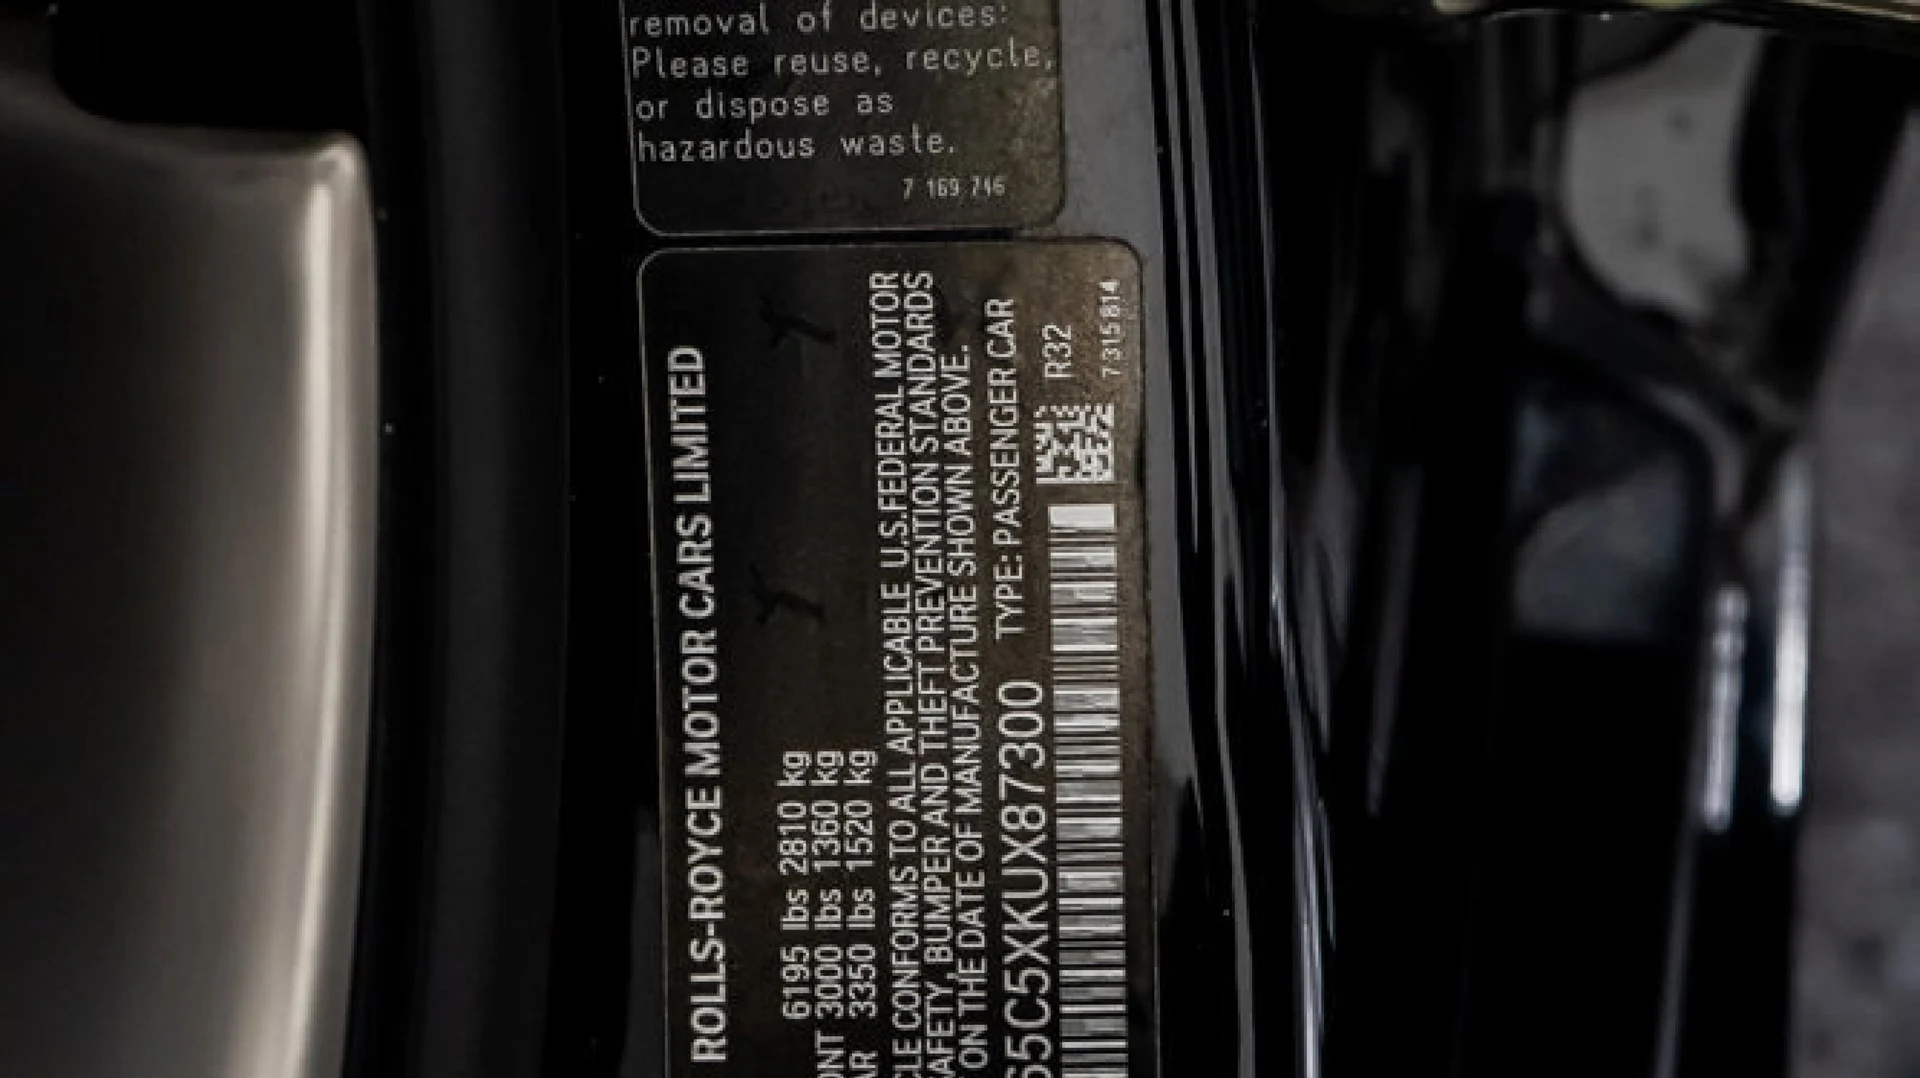 removal of devices:
Please reuse, recycle,
or dispose as
hazardous waste.
7 169 746
ROLLS-ROYCE MOTOR CARS LIMITED
6195 lbs 2810 kg
3000 lbs 1360 kg
3350 lbs 1520 kg
CONFORMS TO ALL APPLICABLE U.S.FEDERAL MOTOR
BUMPER AND THEFT PREVENTION STANDARDS
ON THE DATE OF MANUFACTURE SHOWN ABOVE.
65C5XKUX87300 TYPE: PASSENGER CAR
R32
7315814